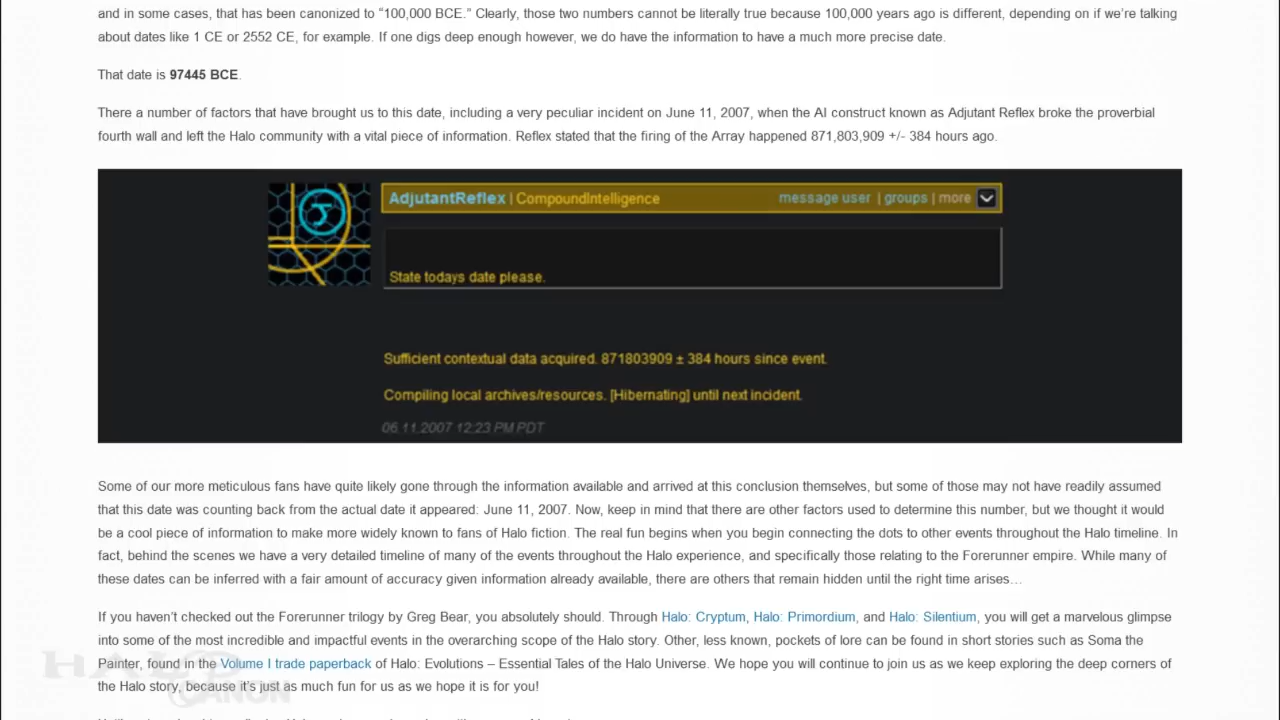 and in some cases, that has been canonized to “100,000 BCE.” Clearly, those two numbers cannot be literally true because 100,000 years ago is different, depending on if we’re talking
about dates like 1 CE or 2552 CE, for example. If one digs deep enough however, we do have the information to have a much more precise date.
That date is 97445 BCE.
There a number of factors that have brought us to this date, including a very peculiar incident on June 11, 2007, when the AI construct known as Adjutant Reflex broke the proverbial
fourth wall and left the Halo community with a vital piece of information. Reflex stated that the firing of the Array happened 871,803,909 +/- 384 hours ago.
AdjutantReflex | CompoundIntelligence message user | groups | more
State todays date please.
Sufficient contextual data acquired. 871803909 ± 384 hours since event.
Compiling local archives/resources. [Hibernating] until next incident.
06.11.2007 12:23 PM PDT
Some of our more meticulous fans have quite likely gone through the information available and arrived at this conclusion themselves, but some of those may not have readily assumed
that this date was counting back from the actual date it appeared: June 11, 2007. Now, keep in mind that there are other factors used to determine this number, but we thought it would
be a cool piece of information to make more widely known to fans of Halo fiction. The real fun begins when you begin connecting the dots to other events throughout the Halo timeline. In
fact, behind the scenes we have a very detailed timeline of many of the events throughout the Halo experience, and specifically those relating to the Forerunner empire. While many of
these dates can be inferred with a fair amount of accuracy given information already available, there are others that remain hidden until the right time arises…
If you haven’t checked out the Forerunner trilogy by Greg Bear, you absolutely should. Through Halo: Cryptum, Halo: Primordium, and Halo: Silentium, you will get a marvelous glimpse
into some of the most incredible and impactful events in the overarching scope of the Halo story. Other, less known, pockets of lore can be found in short stories such as Soma the
Painter, found in the Volume I trade paperback of Halo: Evolutions – Essential Tales of the Halo Universe. We hope you will continue to join us as we keep exploring the deep corners of
the Halo story, because it’s just as much fun for us as we hope it is for you!
HALO
CANON